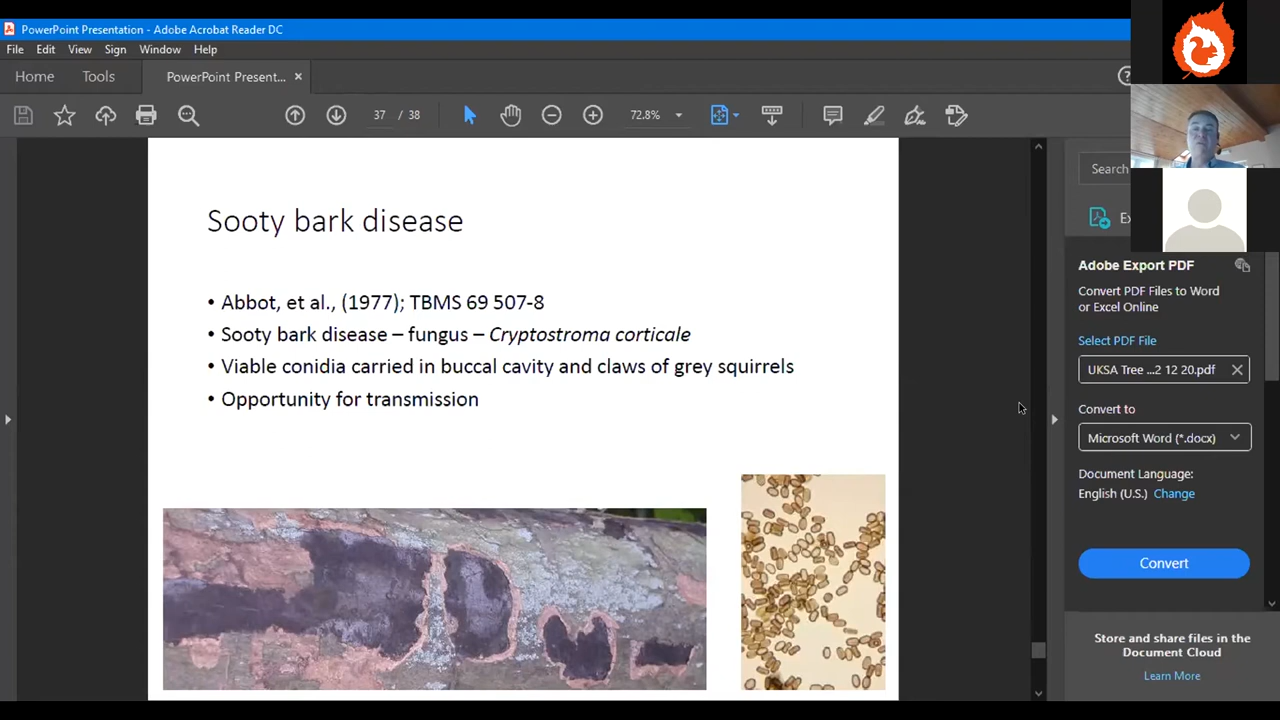 PowerPoint Presentation - Adobe Acrobat Reader DC
File Edit View Sign Window Help
Home Tools PowerPoint Present... ×
37 / 38 72.8%
Sooty bark disease
• Abbot, et al., (1977); TBMS 69 507-8
• Sooty bark disease – fungus – Cryptostroma corticale
• Viable conidia carried in buccal cavity and claws of grey squirrels
• Opportunity for transmission
Search
Adobe Export PDF
Convert PDF Files to Word
or Excel Online
Select PDF File
UKSA Tree ...2 12 20.pdf
Convert to
Microsoft Word (*.docx)
Document Language:
English (U.S.) Change
Convert
Store and share files in the
Document Cloud
Learn More